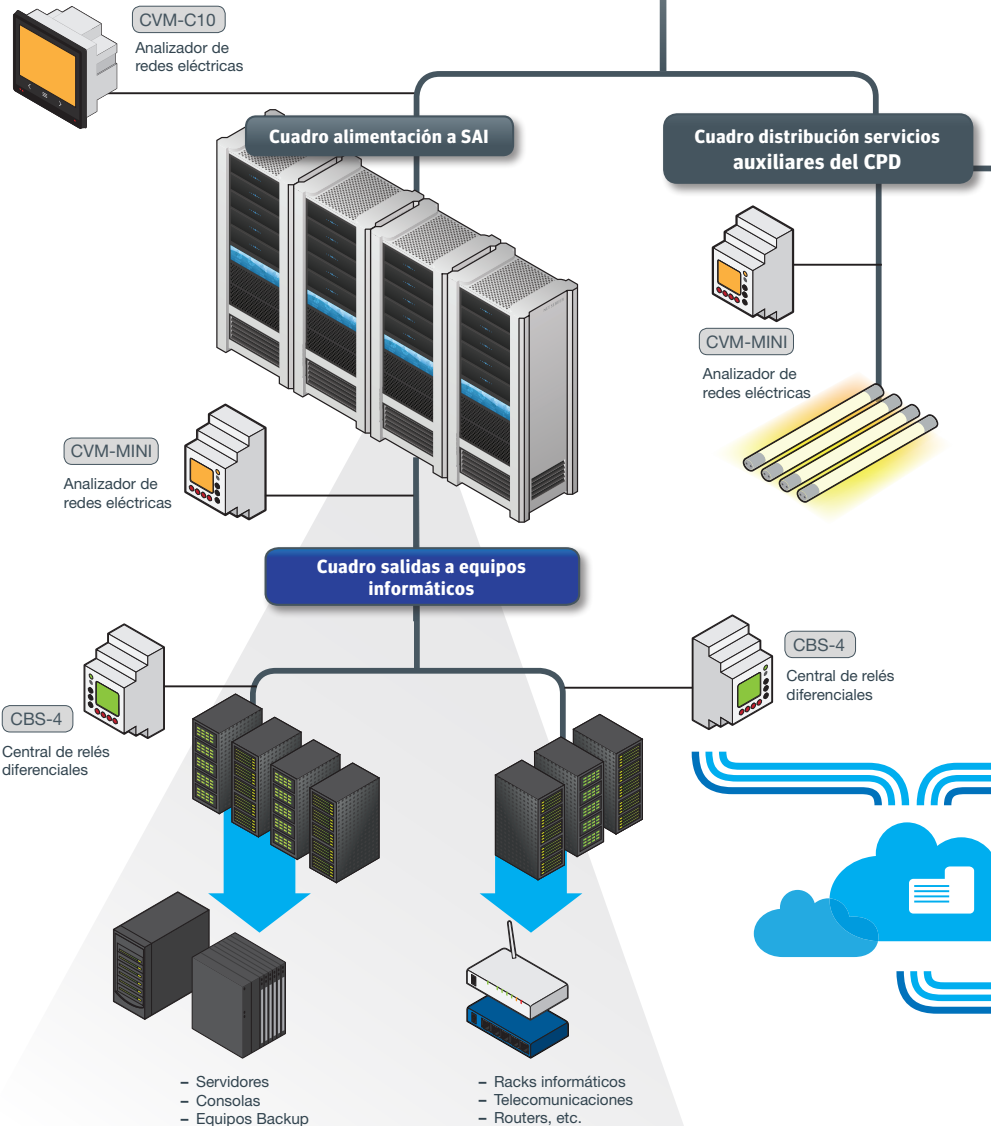 CVM-C10
Analizador de
redes eléctricas
Cuadro alimentación a SAI
Cuadro distribución servicios
auxiliares del CPD
CVM-MINI
Analizador de
redes eléctricas
CVM-MINI
Analizador de
redes eléctricas
Cuadro salidas a equipos
informáticos
CBS-4
Central de relés
diferenciales
CBS-4
Central de relés
diferenciales
– Servidores
– Consolas
– Equipos Backup
– Racks informáticos
– Telecomunicaciones
– Routers, etc.